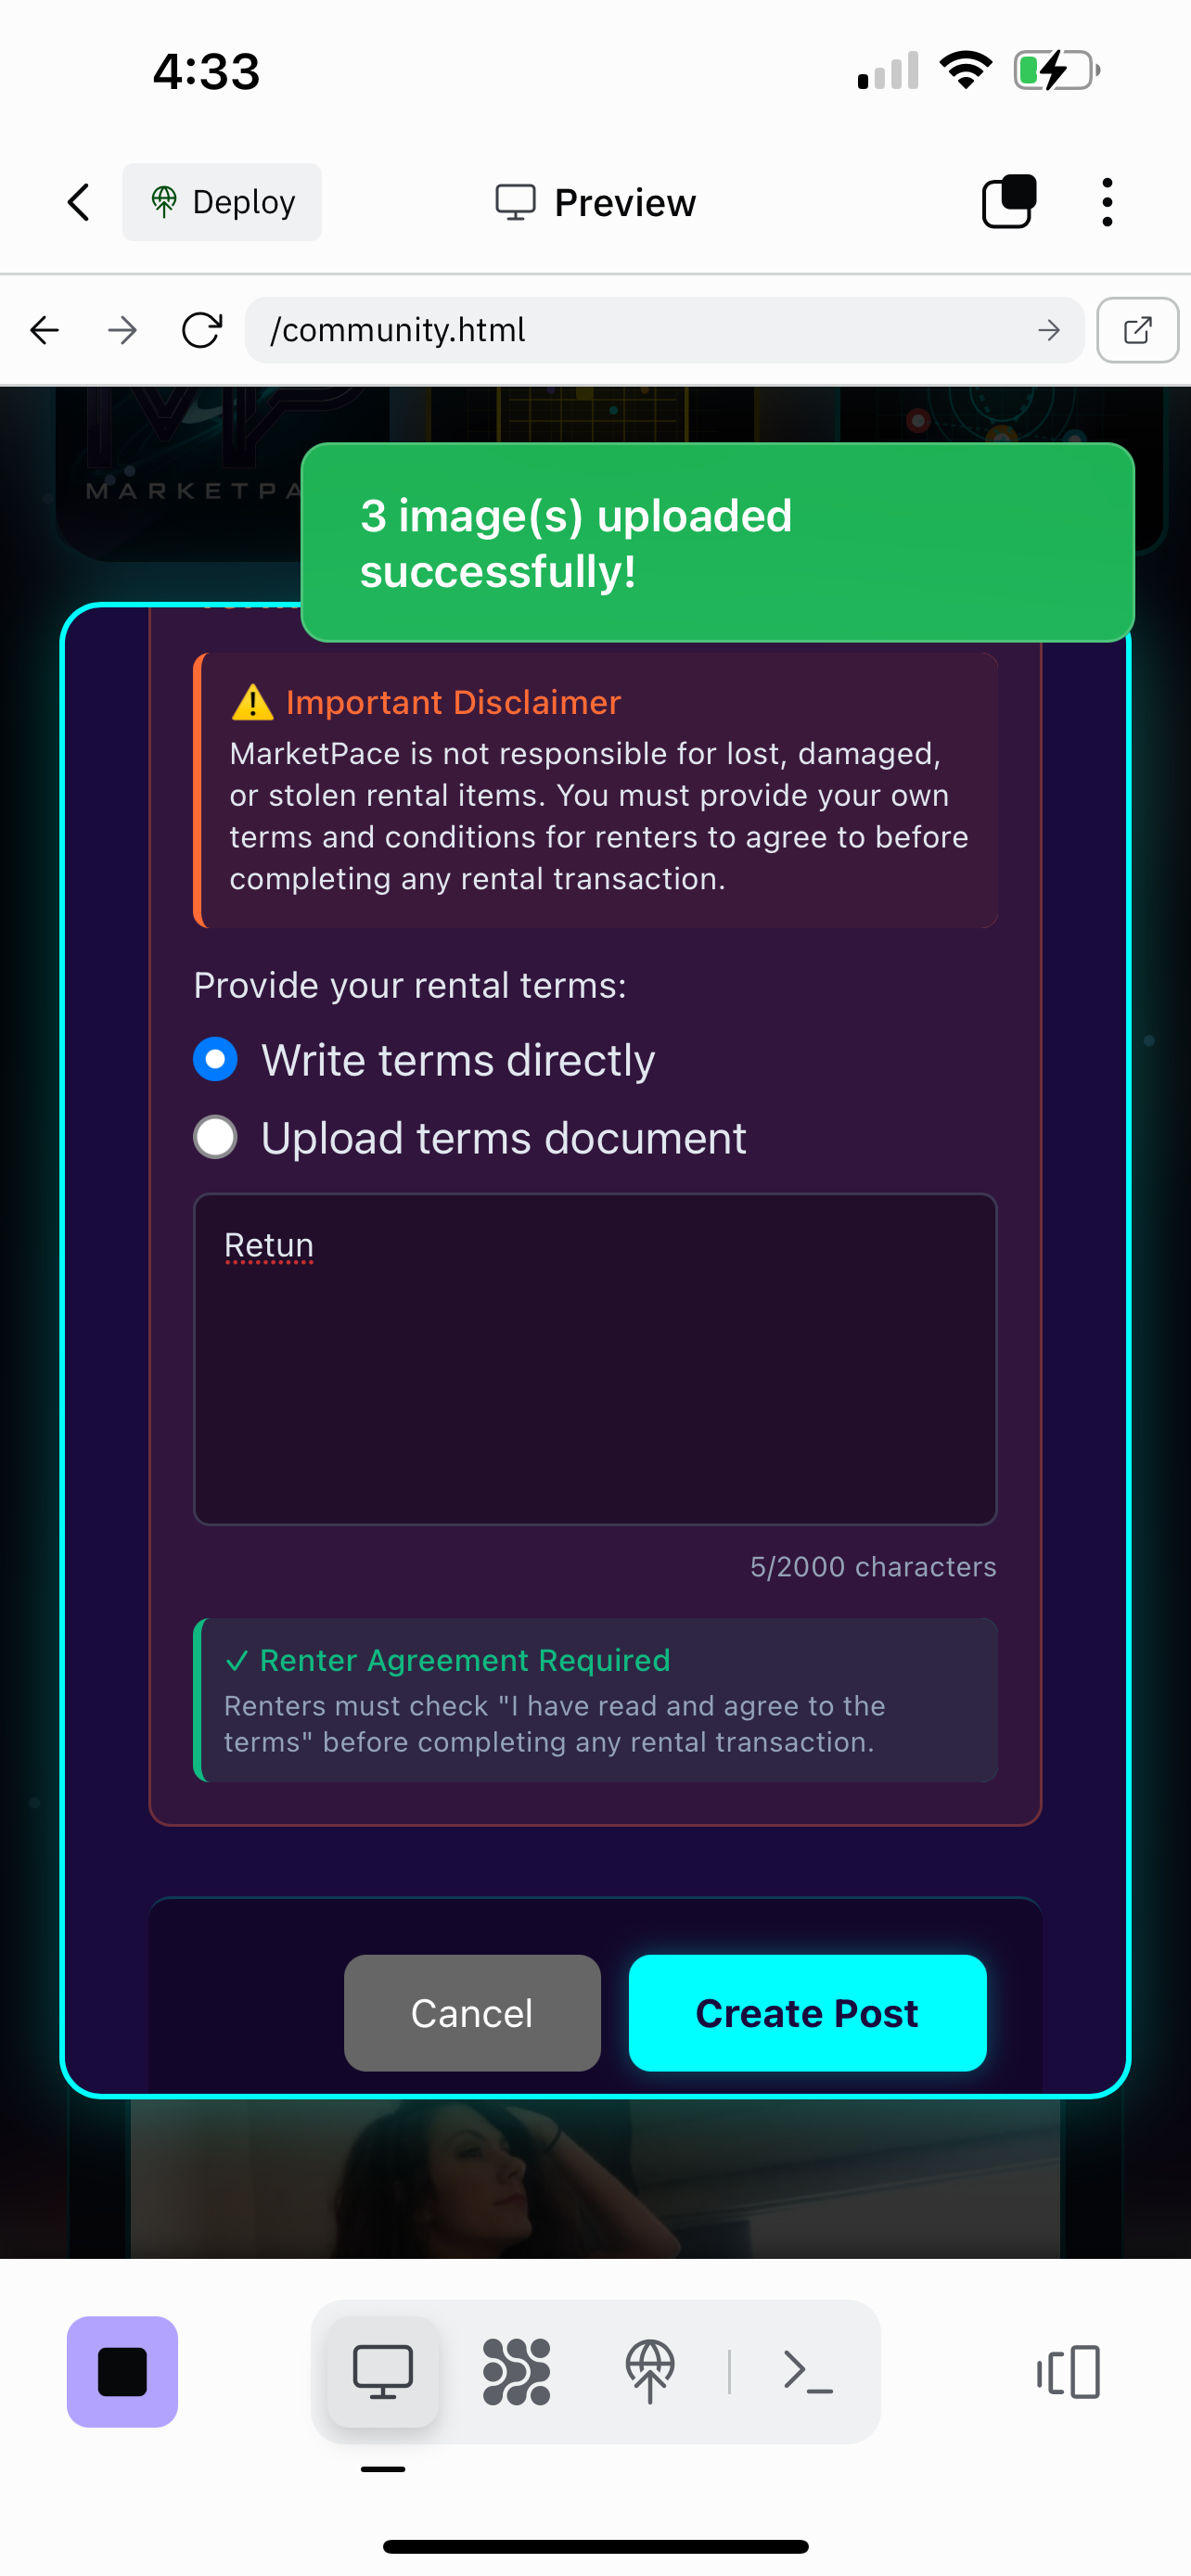 4:33
Deploy
Preview
/community.html
3 image(s) uploaded
successfully!
⚠️ Important Disclaimer
MarketPace is not responsible for lost, damaged,
or stolen rental items. You must provide your own
terms and conditions for renters to agree to before
completing any rental transaction.
Provide your rental terms:
Write terms directly
Upload terms document
Retun
5/2000 characters
✓ Renter Agreement Required
Renters must check "I have read and agree to the
terms" before completing any rental transaction.
Cancel
Create Post